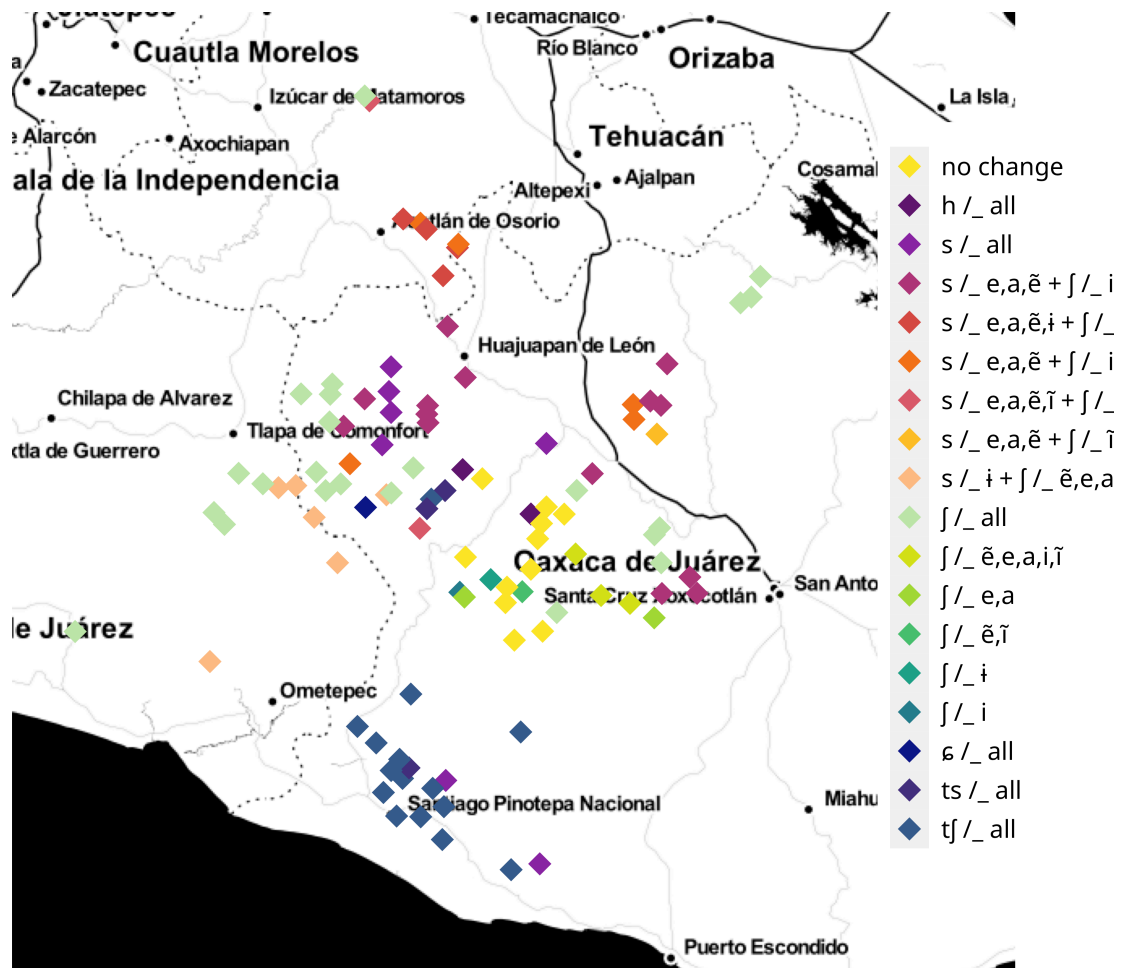 Tecamachalco
Cuautla Morelos
Río Blanco
Orizaba
a
Zacatepec
Izúcar de Matamoros
La Isla,
e Alarcón
Axochiapan
Tehuacán
ala de la Independencia
Altepexi
Ajalpan
Cosamal
Acatlán de Osorio
Huajuapan de León
Chilapa de Alvarez
Tlapa de Comonfort
xtla de Guerrero
Oaxaca de Juárez
San Anto
Santa Cruz Xoxocotlán
le Juárez
Ometepec
Santiago Pinotepa Nacional
Miahu
Puerto Escondido
no change
h /_ all
s /_ all
s /_ e,a,ẽ + ʃ /_ i
s /_ e,a,ẽ,ɨ + ʃ /_
s /_ e,a,ẽ + ʃ /_ i
s /_ e,a,ẽ,ĩ + ʃ /_
s /_ e,a,ẽ + ʃ /_ ĩ
s /_ ɨ + ʃ /_ ẽ,e,a
ʃ /_ all
ʃ /_ ẽ,e,a,i,ĩ
ʃ /_ e,a
ʃ /_ ẽ,ĩ
ʃ /_ ɨ
ʃ /_ i
ɕ /_ all
ts /_ all
tʃ /_ all